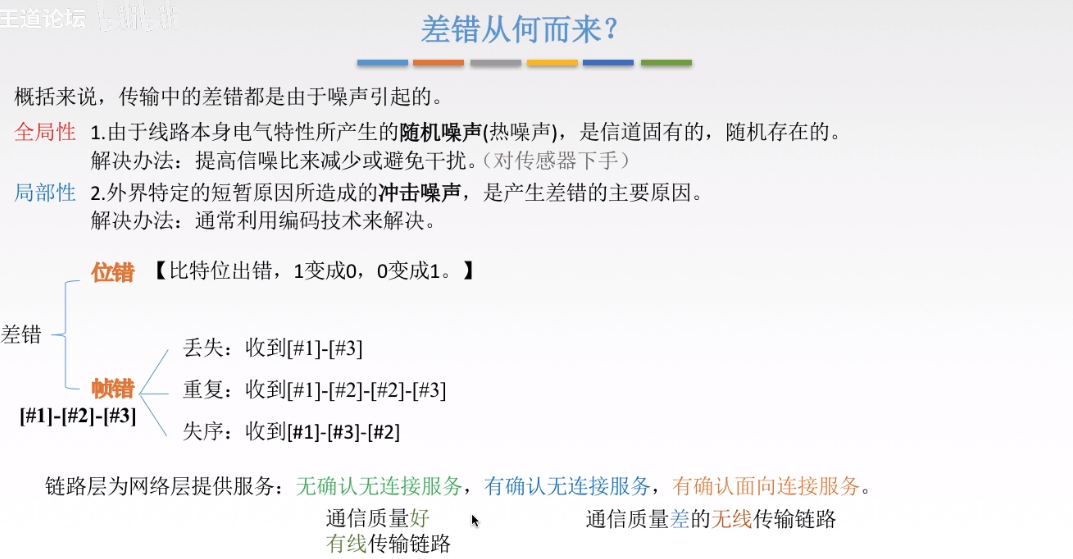 王道论坛
差错从何而来？
概括来说，传输中的差错都是由于噪声引起的。
全局性 1.由于线路本身电气特性所产生的随机噪声(热噪声)，是信道固有的，随机存在的。
解决办法：提高信噪比来减少或避免干扰。（对传感器下手）
局部性 2.外界特定的短暂原因所造成的冲击噪声，是产生差错的主要原因。
解决办法：通常利用编码技术来解决。
位错 【比特位出错，1变成0，0变成1。】
差错
丢失：收到[#1]-[#3]
帧错 重复：收到[#1]-[#2]-[#2]-[#3]
[#1]-[#2]-[#3]
失序：收到[#1]-[#3]-[#2]
链路层为网络层提供服务：无确认无连接服务，有确认无连接服务，有确认面向连接服务。
通信质量好 通信质量差的无线传输链路
有线传输链路